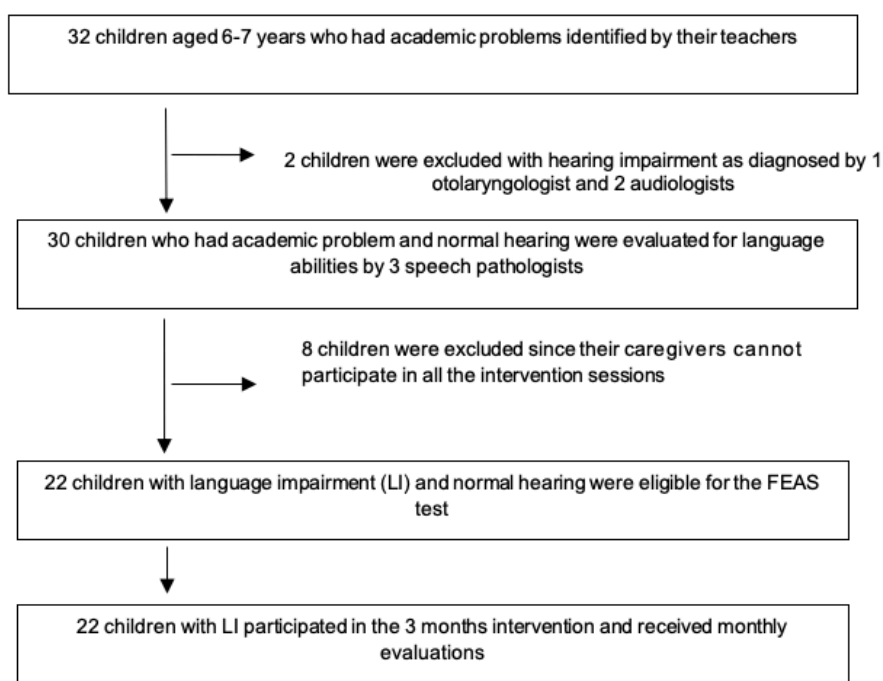 32 children aged 6-7 years who had academic problems identified by their teachers
2 children were excluded with hearing impairment as diagnosed by 1
otolaryngologist and 2 audiologists
30 children who had academic problem and normal hearing were evaluated for language
abilities by 3 speech pathologists
8 children were excluded since their caregivers cannot
participate in all the intervention sessions
22 children with language impairment (LI) and normal hearing were eligible for the FEAS
test
22 children with LI participated in the 3 months intervention and received monthly
evaluations